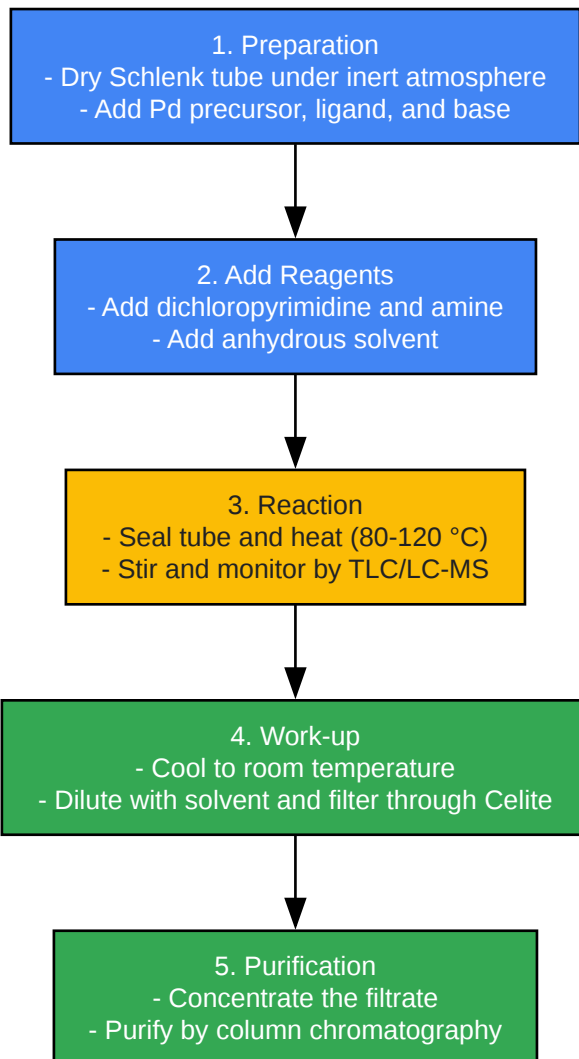 1. Preparation
- Dry Schlenk tube under inert atmosphere
- Add Pd precursor, ligand, and base
2. Add Reagents
- Add dichloropyrimidine and amine
- Add anhydrous solvent
3. Reaction
- Seal tube and heat (80-120 °C)
- Stir and monitor by TLC/LC-MS
4. Work-up
- Cool to room temperature
- Dilute with solvent and filter through Celite
5. Purification
- Concentrate the filtrate
- Purify by column chromatography